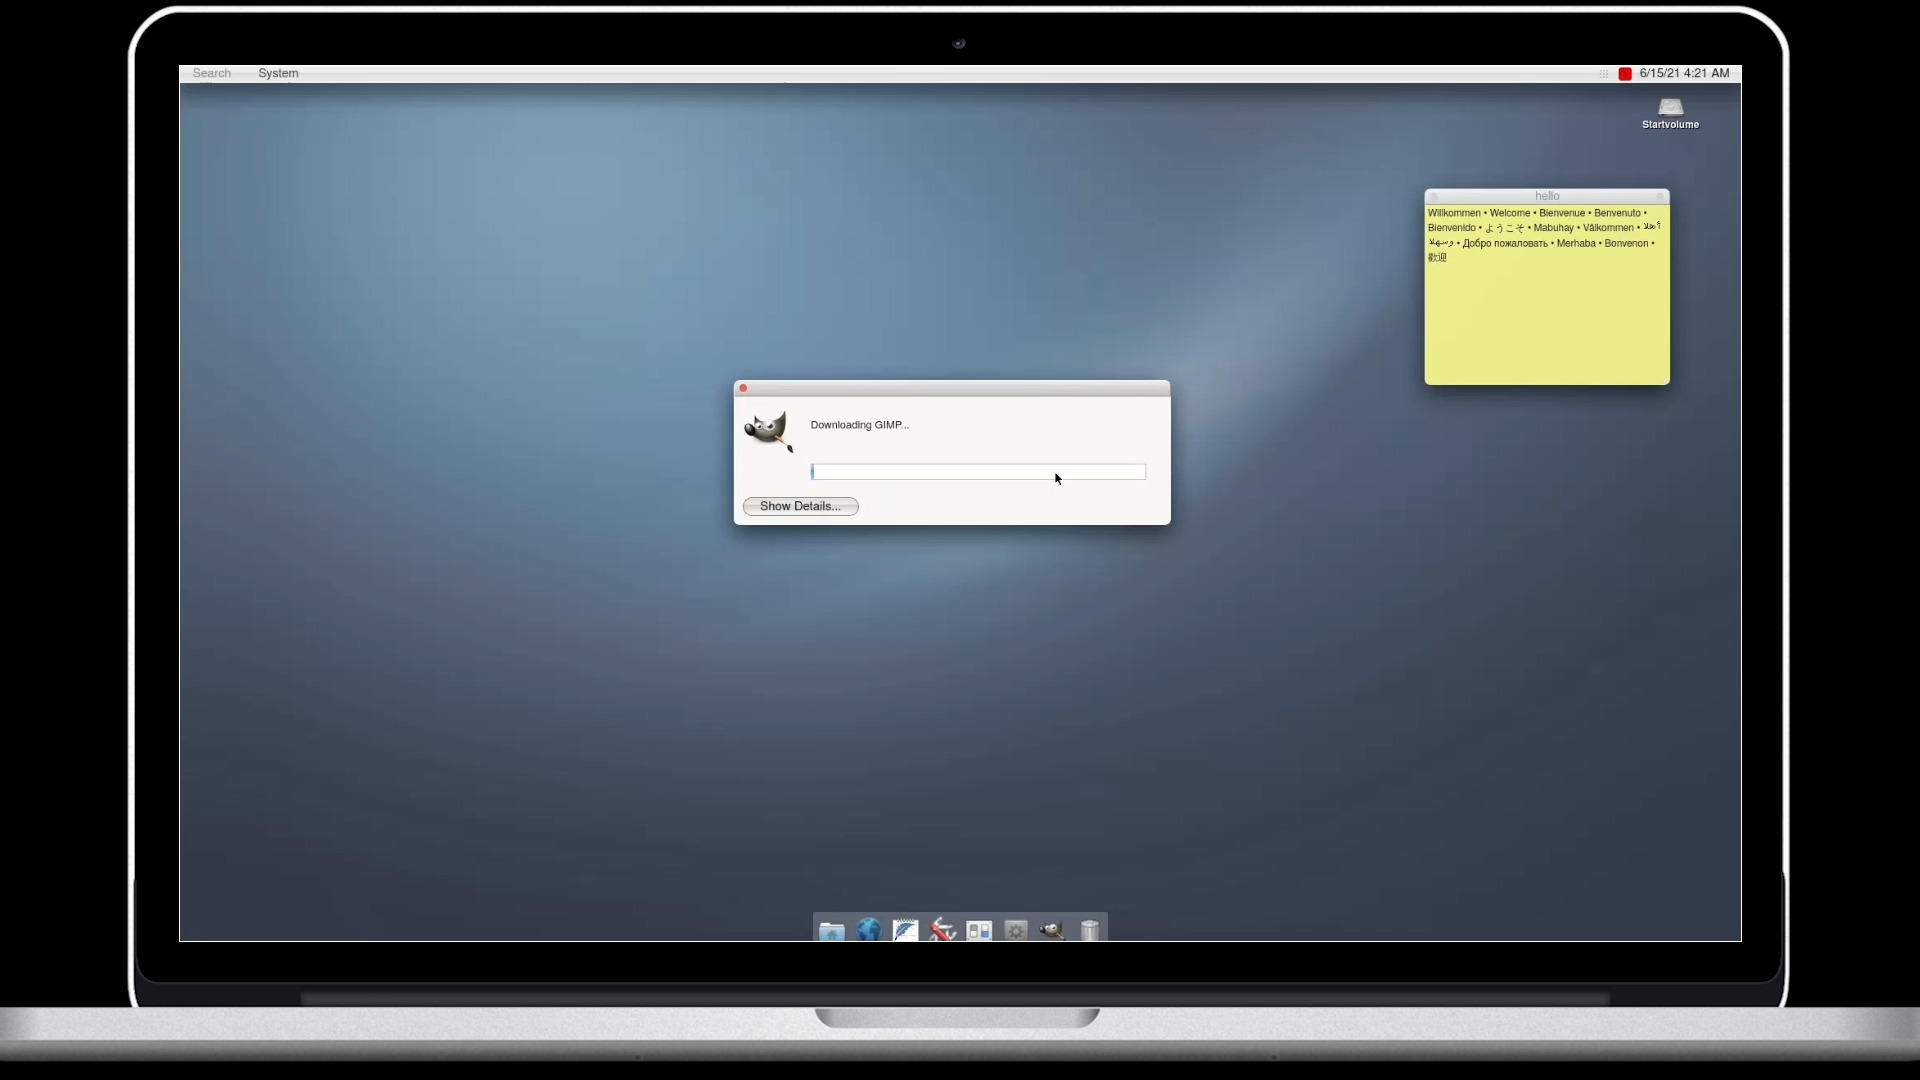 Search System 6/15/21 4:21 AM
Startvolume
hello
Willkommen • Welcome • Bienvenue • Benvenuto •
Bienvenido • ようこそ • Mabuhay • Välkommen • أهلا
وسهلا • Добро пожаловать • Merhaba • Bonvenon •
歡迎
Downloading GIMP...
Show Details...